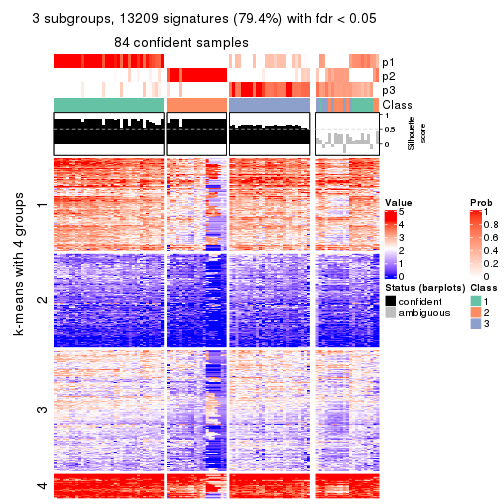 3 subgroups, 13209 signatures (79.4%) with fdr < 0.05
84 confident samples
p1
p2
p3
Class
1
0.5
0
Silhouette
score
k-means with 4 groups
1
2
3
4
Value
5
4
3
2
1
0
Prob
1
0.8
0.6
0.4
0.2
0
Status (barplots)
confident
ambiguous
Class
1
2
3